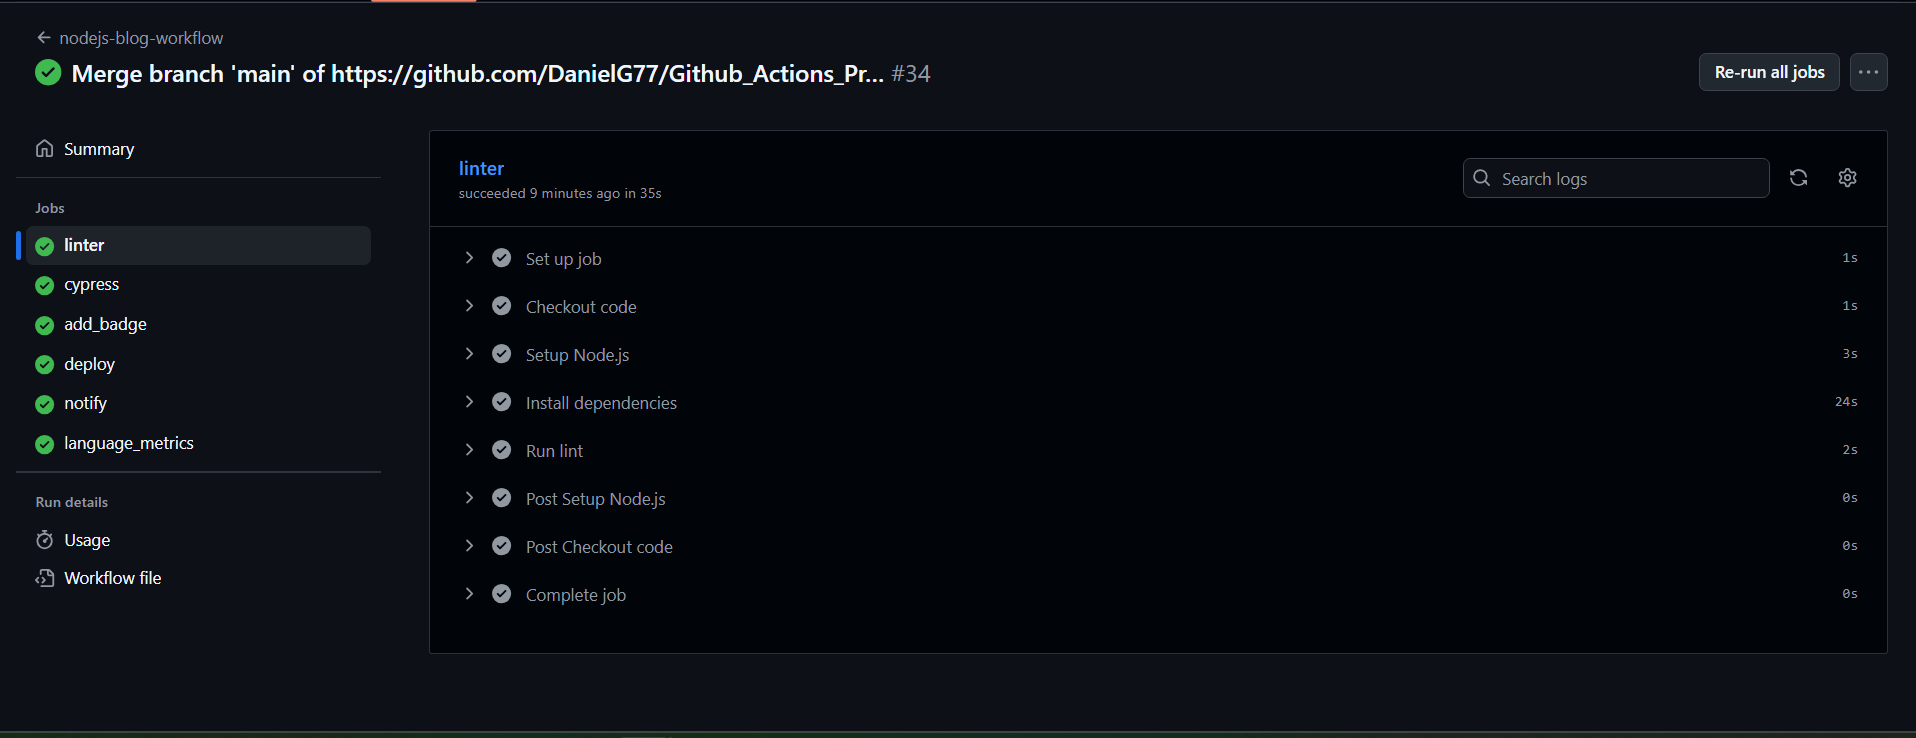 nodejs-blog-workflow
Merge branch 'main' of https://github.com/DanielG77/Github_Actions_Pr... #34
Re-run all jobs
Summary
Jobs
linter
cypress
add_badge
deploy
notify
language_metrics
Run details
Usage
Workflow file
linter
succeeded 9 minutes ago in 35s
Search logs
Set up job 1s
Checkout code 1s
Setup Node.js 3s
Install dependencies 24s
Run lint 2s
Post Setup Node.js 0s
Post Checkout code 0s
Complete job 0s